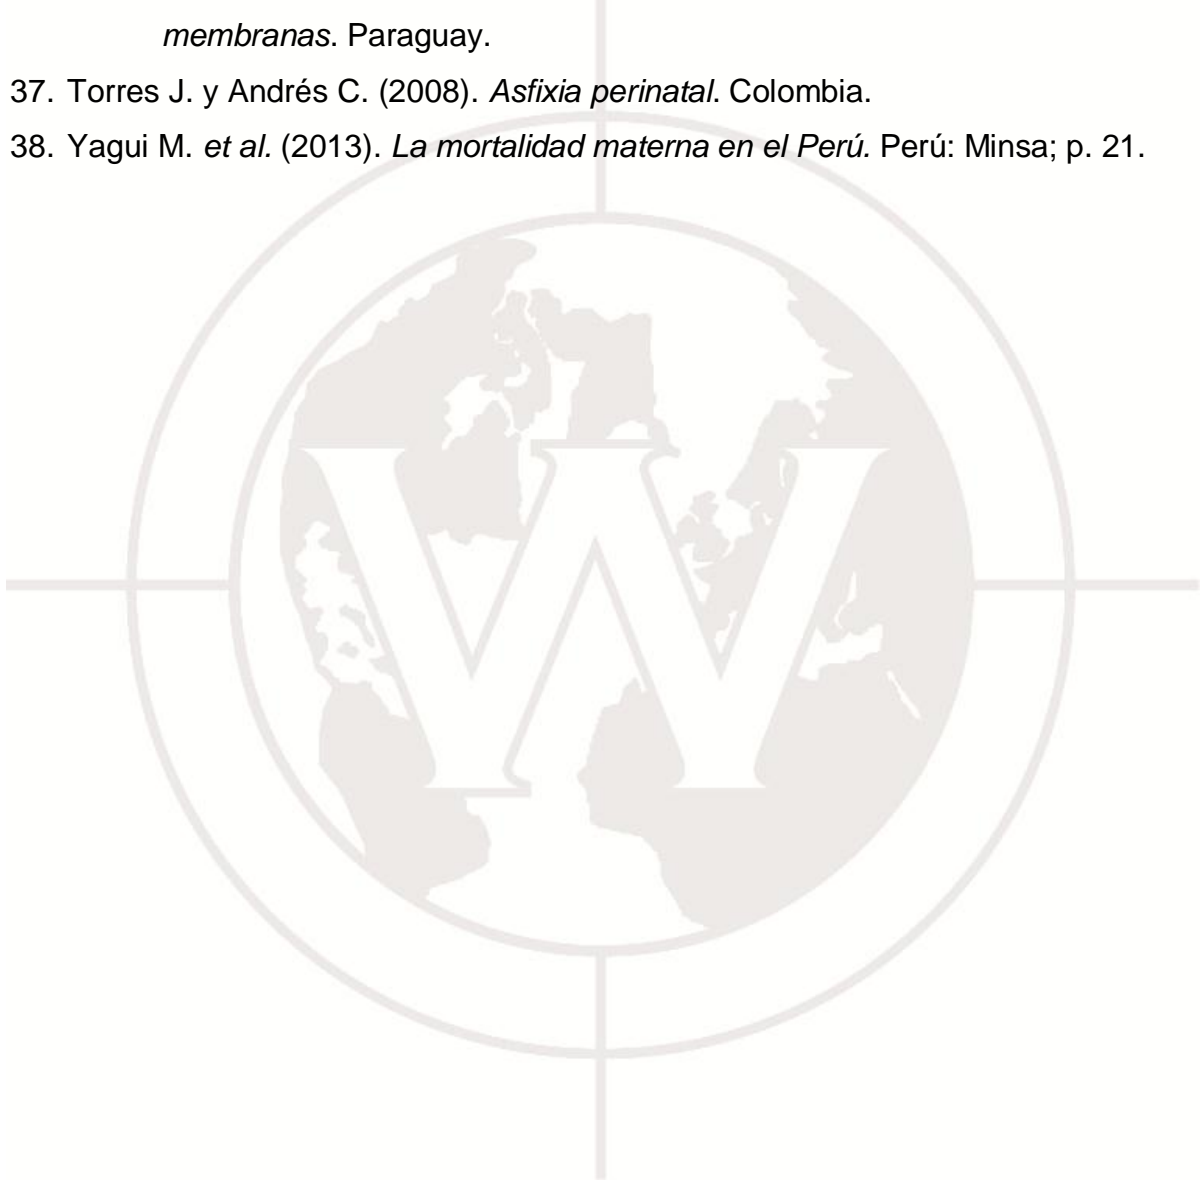 membranas. Paraguay.
37. Torres J. y Andrés C. (2008). Asfixia perinatal. Colombia.
38. Yagui M. et al. (2013). La mortalidad materna en el Perú. Perú: Minsa; p. 21.
W